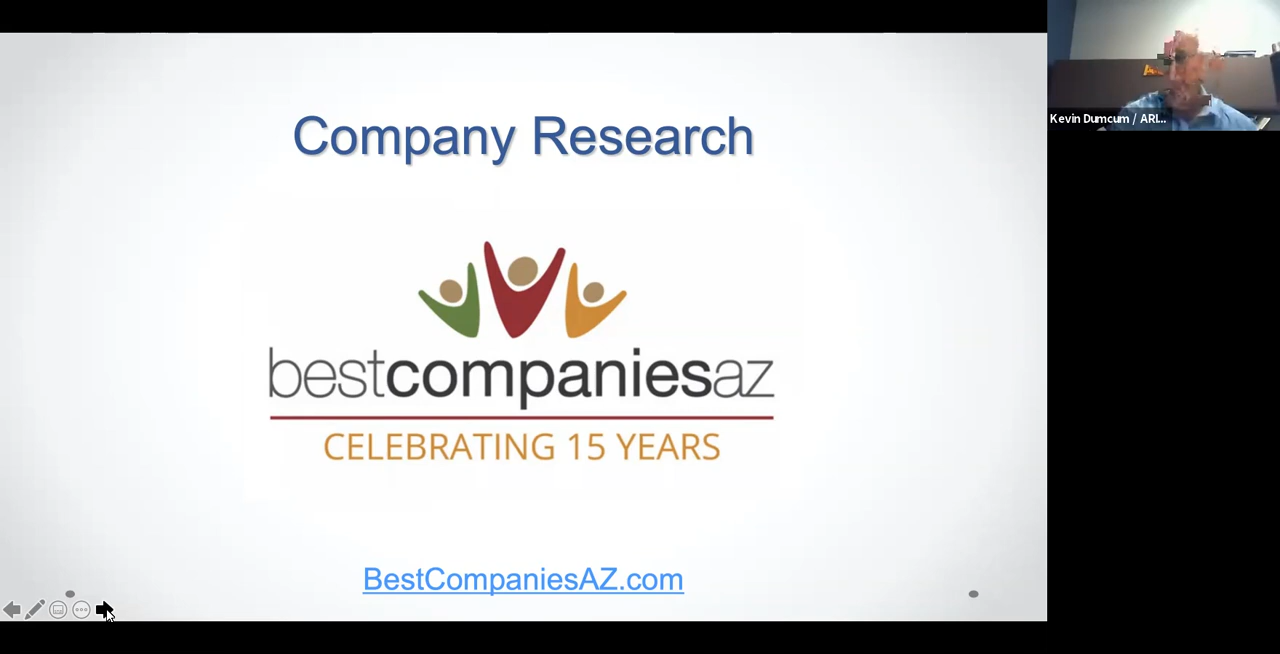 Company Research
bestcompaniesaz
CELEBRATING 15 YEARS
BestCompaniesAZ.com
Kevin Dumcum / ARI...